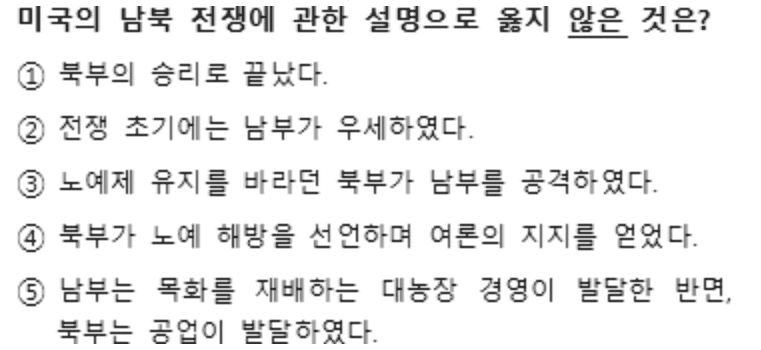 미국의 남북 전쟁에 관한 설명으로 옳지 않은 것은?
① 북부의 승리로 끝났다.
② 전쟁 초기에는 남부가 우세하였다.
③ 노예제 유지를 바라던 북부가 남부를 공격하였다.
④ 북부가 노예 해방을 선언하며 여론의 지지를 얻었다.
⑤ 남부는 목화를 재배하는 대농장 경영이 발달한 반면,
북부는 공업이 발달하였다.